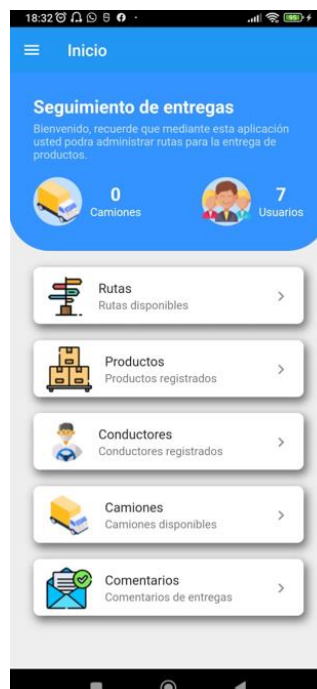 18:32
Inicio
Seguimiento de entregas
Bienvenido, recuerde que mediante esta aplicación
usted podra administrar rutas para la entrega de
productos.
0
Camiones
7
Usuarios
Rutas
Rutas disponibles
Productos
Productos registrados
Conductores
Conductores registrados
Camiones
Camiones disponibles
Comentarios
Comentarios de entregas